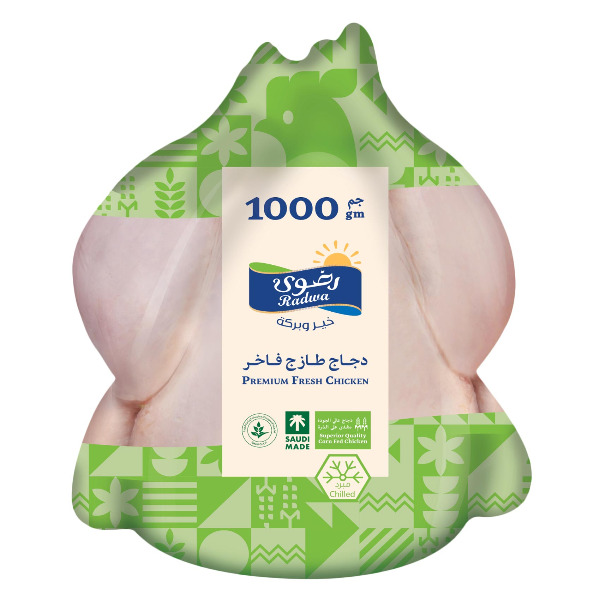 1000 جم
gm
رضوى
Radwa
خير وبركة
دجاج طازج فاخر
PREMIUM FRESH CHICKEN
SAUDI
MADE
Superior Quality
Corn Fed Chicken
مبرد
Chilled